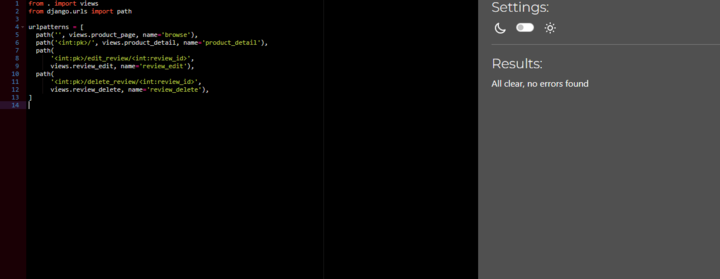 1 from . import views
2 from django.urls import path
3
4 urlpatterns = [
5 path('', views.product_page, name='browse'),
6 path('<int:pk>/', views.product_detail, name='product_detail'),
7 path(
8 '<int:pk>/edit_review/<int:review_id>',
9 views.review_edit, name='review_edit'),
10 path(
11 '<int:pk>/delete_review/<int:review_id>',
12 views.review_delete, name='review_delete'),
13 ]
14
Settings:
Results:
All clear, no errors found